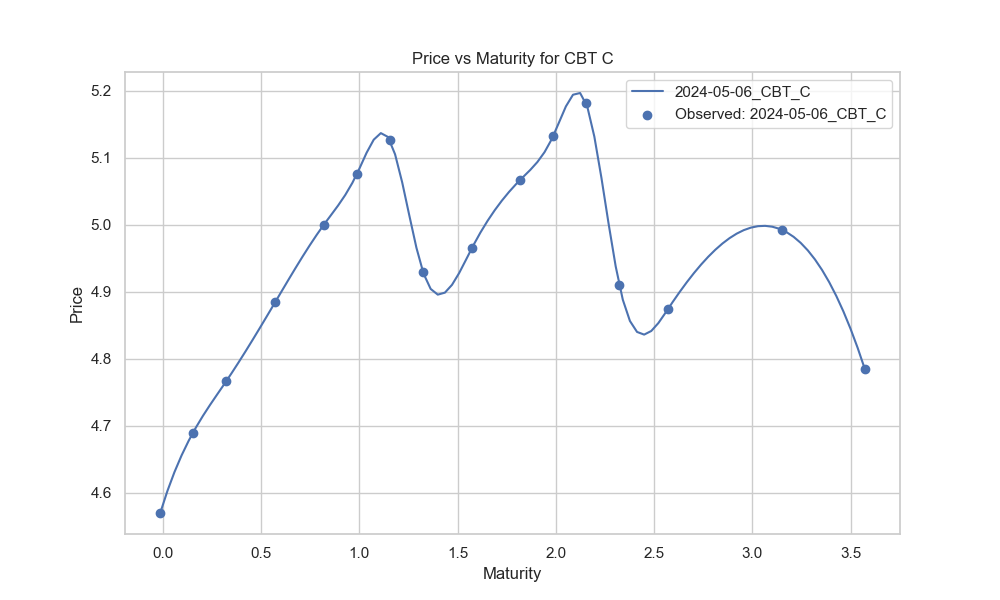 Price vs Maturity for CBT C
2024-05-06_CBT_C
Observed: 2024-05-06_CBT_C
Price
5.2
5.1
5.0
4.9
4.8
4.7
4.6
0.0 0.5 1.0 1.5 2.0 2.5 3.0 3.5
Maturity